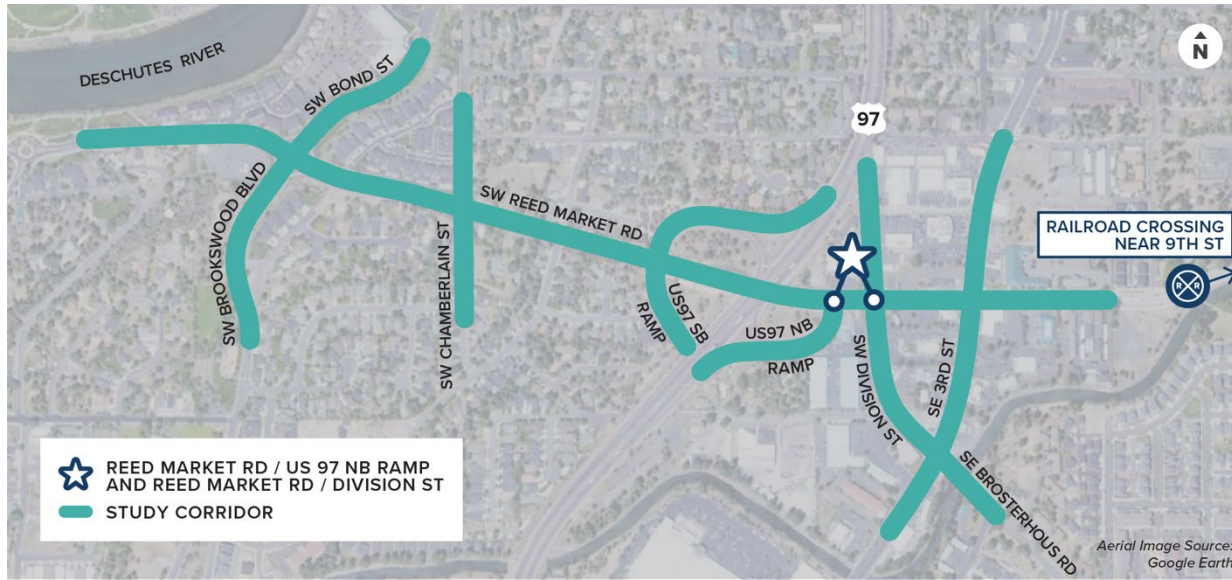 DESCHUTES RIVER
SW BOND ST
N
97
SW BROOKSWOOD BLVD
SW REED MARKET RD
RAILROAD CROSSING
NEAR 9TH ST
R R
SW CHAMBERLAIN ST
US97 SB
RAMP
US97 NB
RAMP
SW DIVISION ST
SE 3RD ST
SE BROSTERHOUS RD
REED MARKET RD / US 97 NB RAMP
AND REED MARKET RD / DIVISION ST
STUDY CORRIDOR
Aerial Image Source:
Google Earth